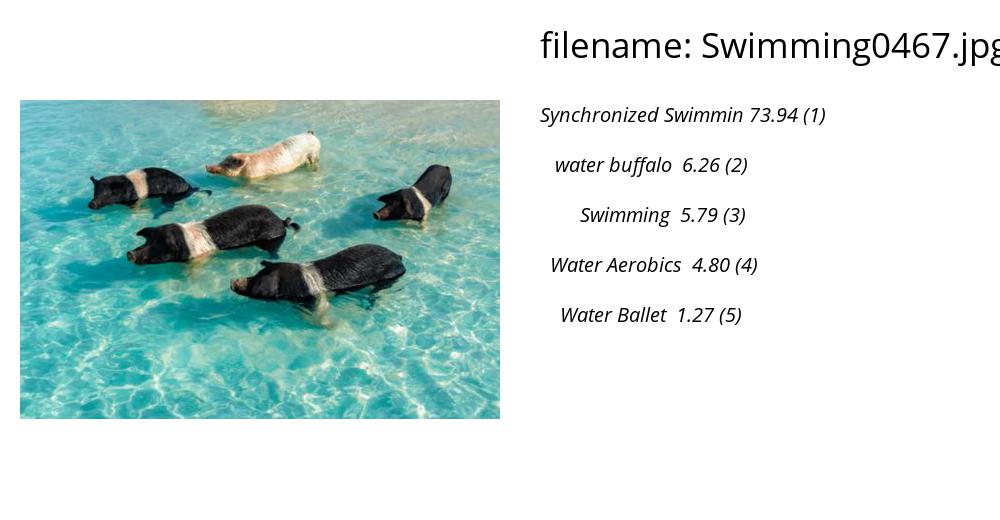 filename: Swimming0467.jpg
Synchronized Swimmin 73.94 (1)
water buffalo 6.26 (2)
Swimming 5.79 (3)
Water Aerobics 4.80 (4)
Water Ballet 1.27 (5)